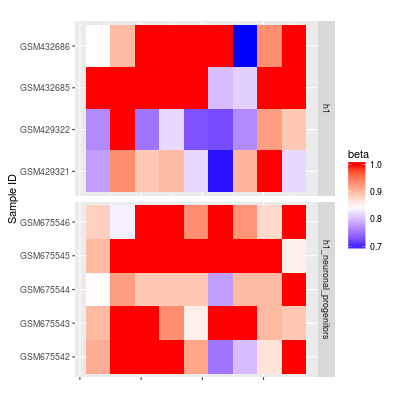 GSM432686
GSM432685
GSM429322
GSM429321
h1
GSM675546
GSM675545
GSM675544
GSM675543
GSM675542
h1_neuronal_progenitors
Sample ID
beta
1.0
0.9
0.8
0.7